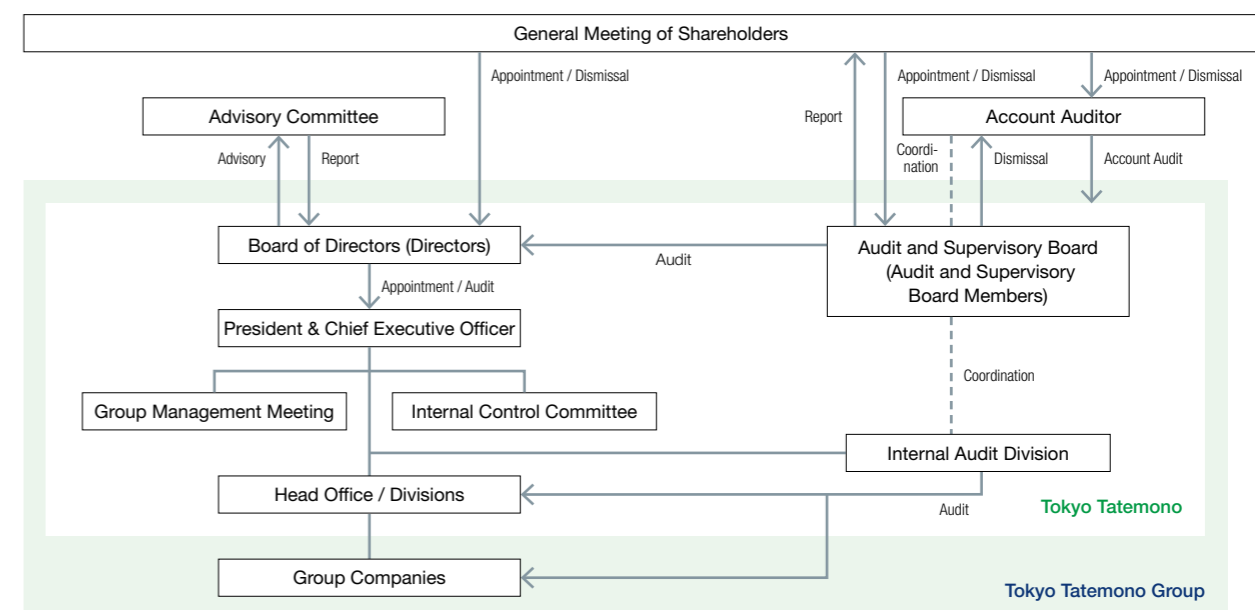 General Meeting of Shareholders
Appointment / Dismissal
Appointment / Dismissal
Appointment / Dismissal
Advisory Committee
Report
Account Auditor
Advisory
Report
Coordi-
nation
Dismissal
Account Audit
Board of Directors (Directors)
Audit
Audit and Supervisory Board
(Audit and Supervisory
Board Members)
Appointment / Audit
President & Chief Executive Officer
Coordination
Group Management Meeting
Internal Control Committee
Internal Audit Division
Head Office / Divisions
Audit
Tokyo Tatemono
Group Companies
Tokyo Tatemono Group